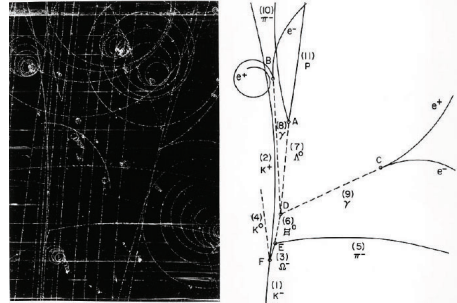 (10)
π⁻
e⁻
(11)
P
B
e⁺
A
(8)
γ
(7)
Λ⁰
(2)
K⁺
e⁺
C
e⁻
(9)
γ
D
(4)
K⁰
(6)
Ξ⁰
E
(5)
π⁻
F
(3)
Ω⁻
(1)
K⁻